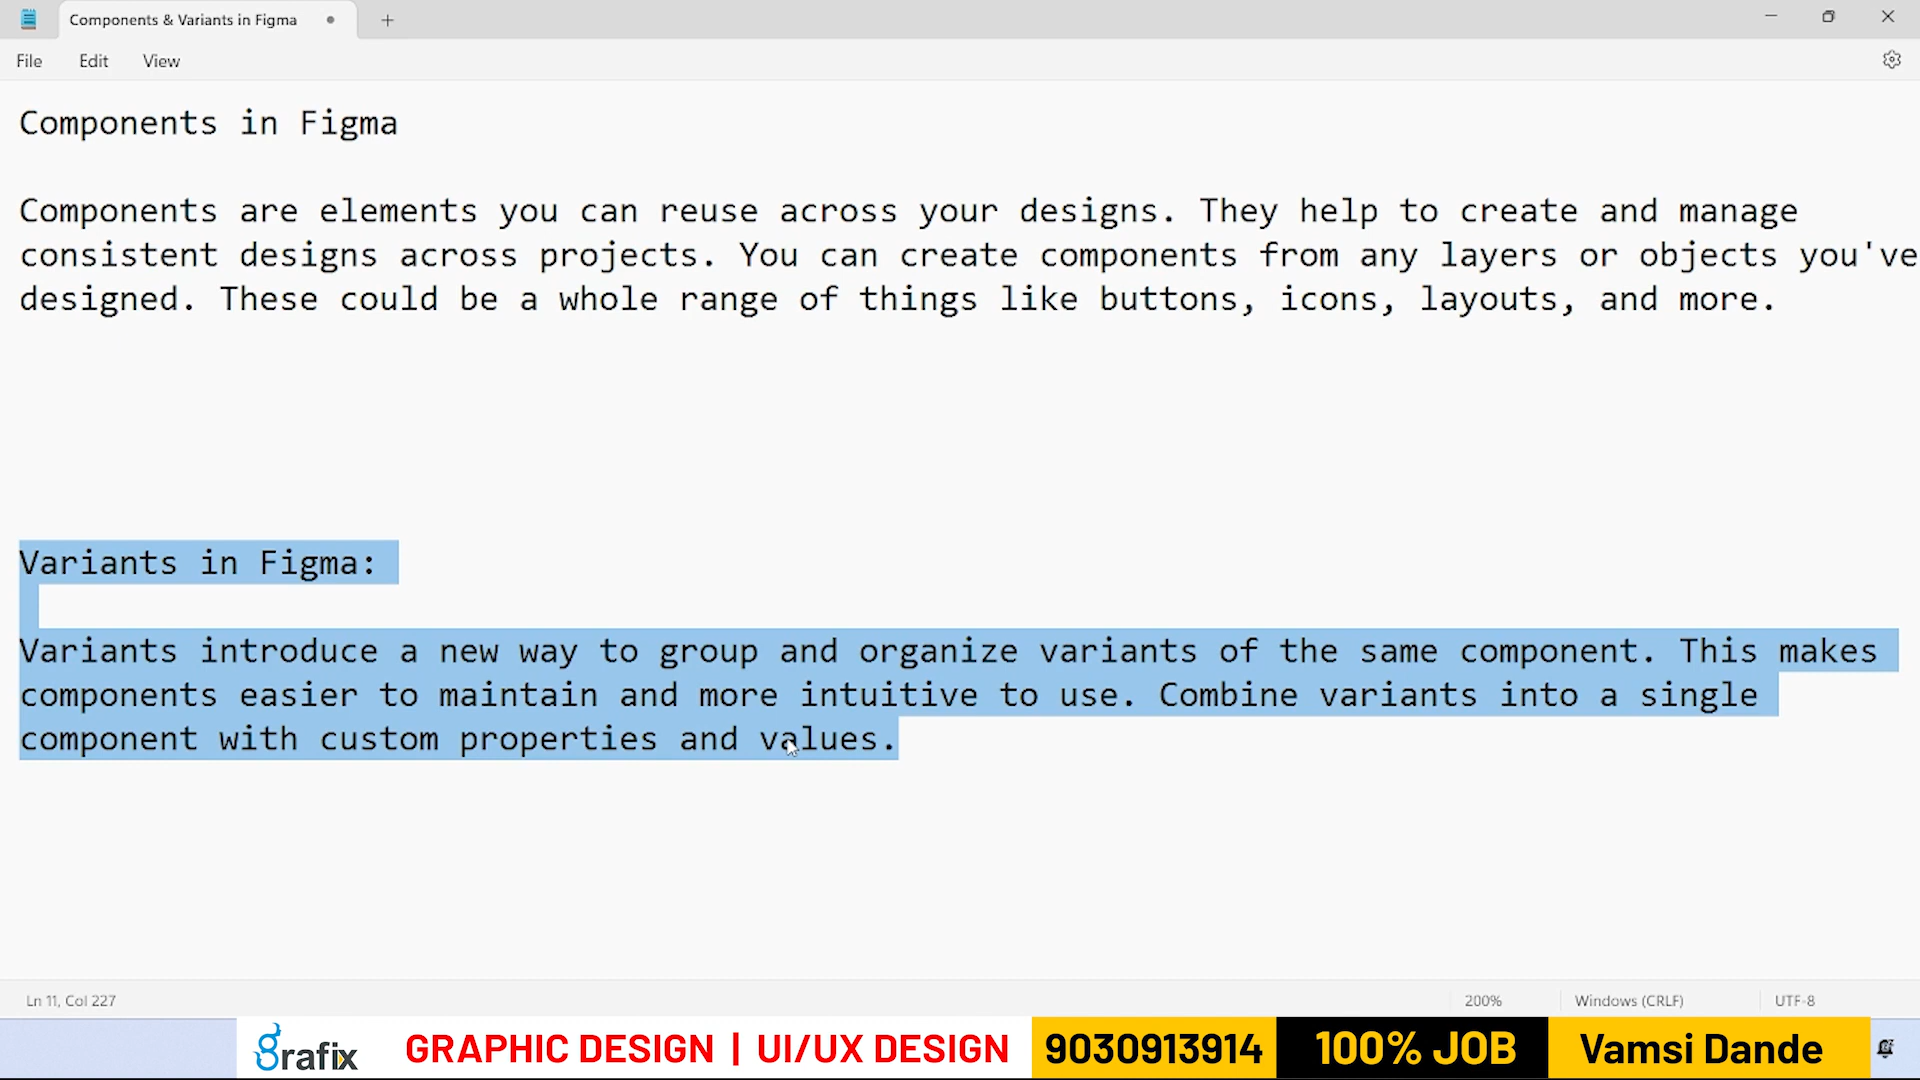 Components & Variants in Figma
File Edit View
Components in Figma
Components are elements you can reuse across your designs. They help to create and manage
consistent designs across projects. You can create components from any layers or objects you've
designed. These could be a whole range of things like buttons, icons, layouts, and more.
Variants in Figma:
Variants introduce a new way to group and organize variants of the same component. This makes
components easier to maintain and more intuitive to use. Combine variants into a single
component with custom properties and values.
Ln 11, Col 227 200% Windows (CRLF) UTF-8
Grafix GRAPHIC DESIGN | UI/UX DESIGN 9030913914 100% JOB Vamsi Dande